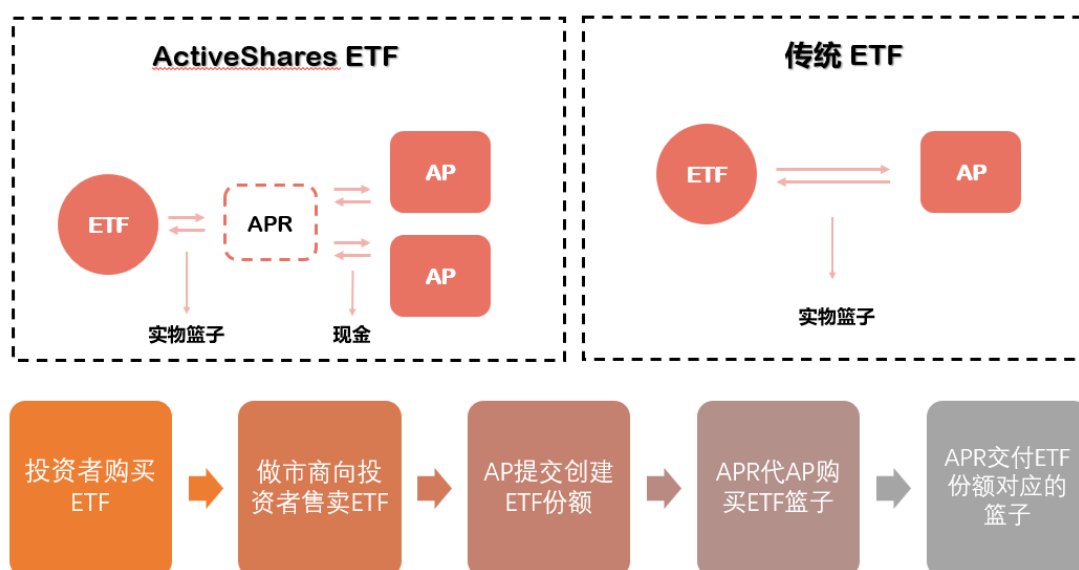 ActiveShares ETF
ETF
APR
AP
AP
实物篮子
现金
传统 ETF
ETF
AP
实物篮子
投资者购买
ETF
做市商向投
资者售卖ETF
AP提交创建
ETF份额
APR代AP购
买ETF篮子
APR交付ETF
份额对应的
篮子